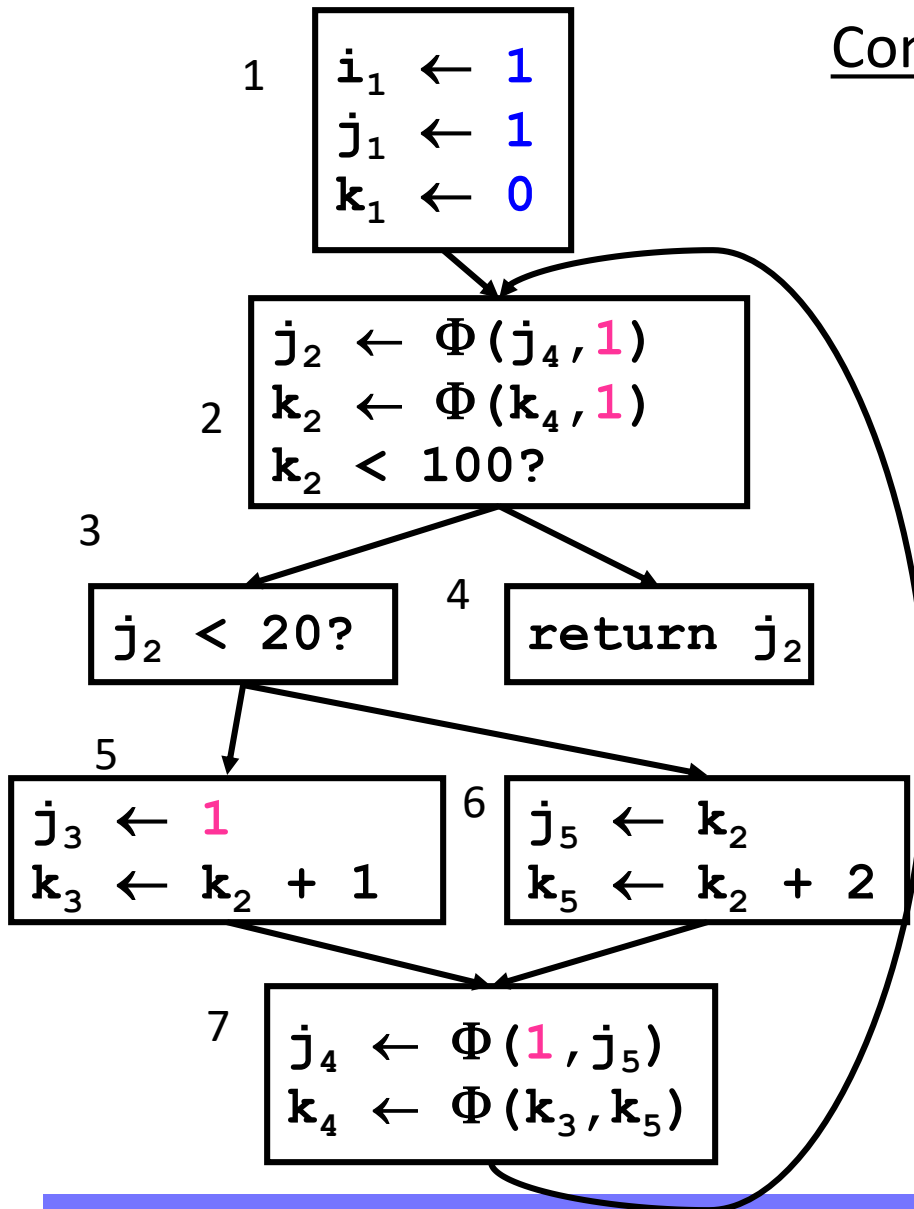 Cor
1
i₁ ← 1
j₁ ← 1
k₁ ← 0
2
j₂ ← Φ(j₄,1)
k₂ ← Φ(k₄,1)
k₂ < 100?
3
j₂ < 20?
4
return j₂
5
j₃ ← 1
k₃ ← k₂ + 1
6
j₅ ← k₂
k₅ ← k₂ + 2
7
j₄ ← Φ(1,j₅)
k₄ ← Φ(k₃,k₅)